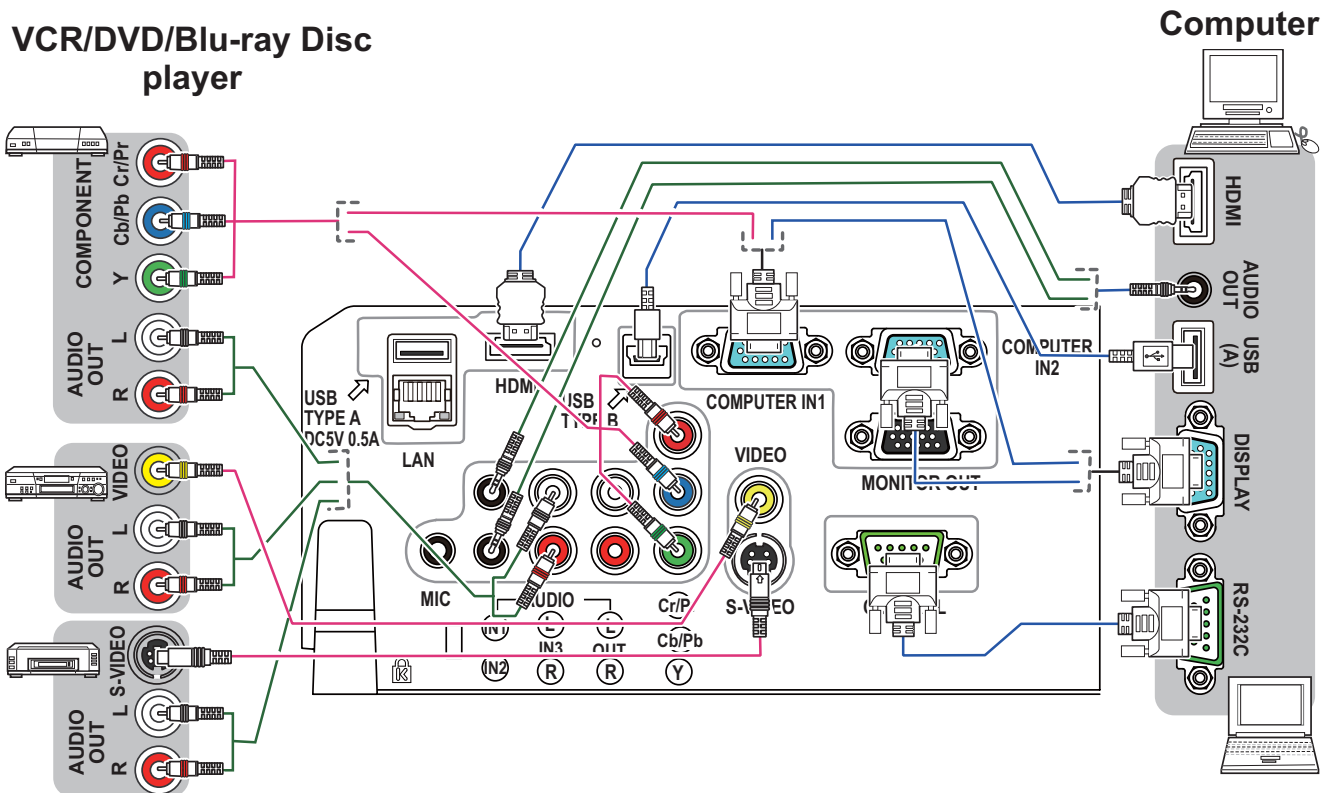 VCR/DVD/Blu-ray Disc
player
Computer
COMPONENT
Cr/Pr
Cb/Pb
Y
AUDIO
OUT
L
R
VIDEO
AUDIO
OUT
L
R
S-VIDEO
AUDIO
OUT
L
R
USB
TYPE A
DC5V 0.5A
LAN
HDMI
USB
TYPE B
COMPUTER IN1
COMPUTER
IN2
MONITOR OUT
VIDEO
S-VIDEO
MIC
AUDIO
IN1
IN2
L
IN3
R
L
OUT
R
Cb/Pb
Y
K
HDMI
AUDIO
OUT
USB
(A)
DISPLAY
RS-232C